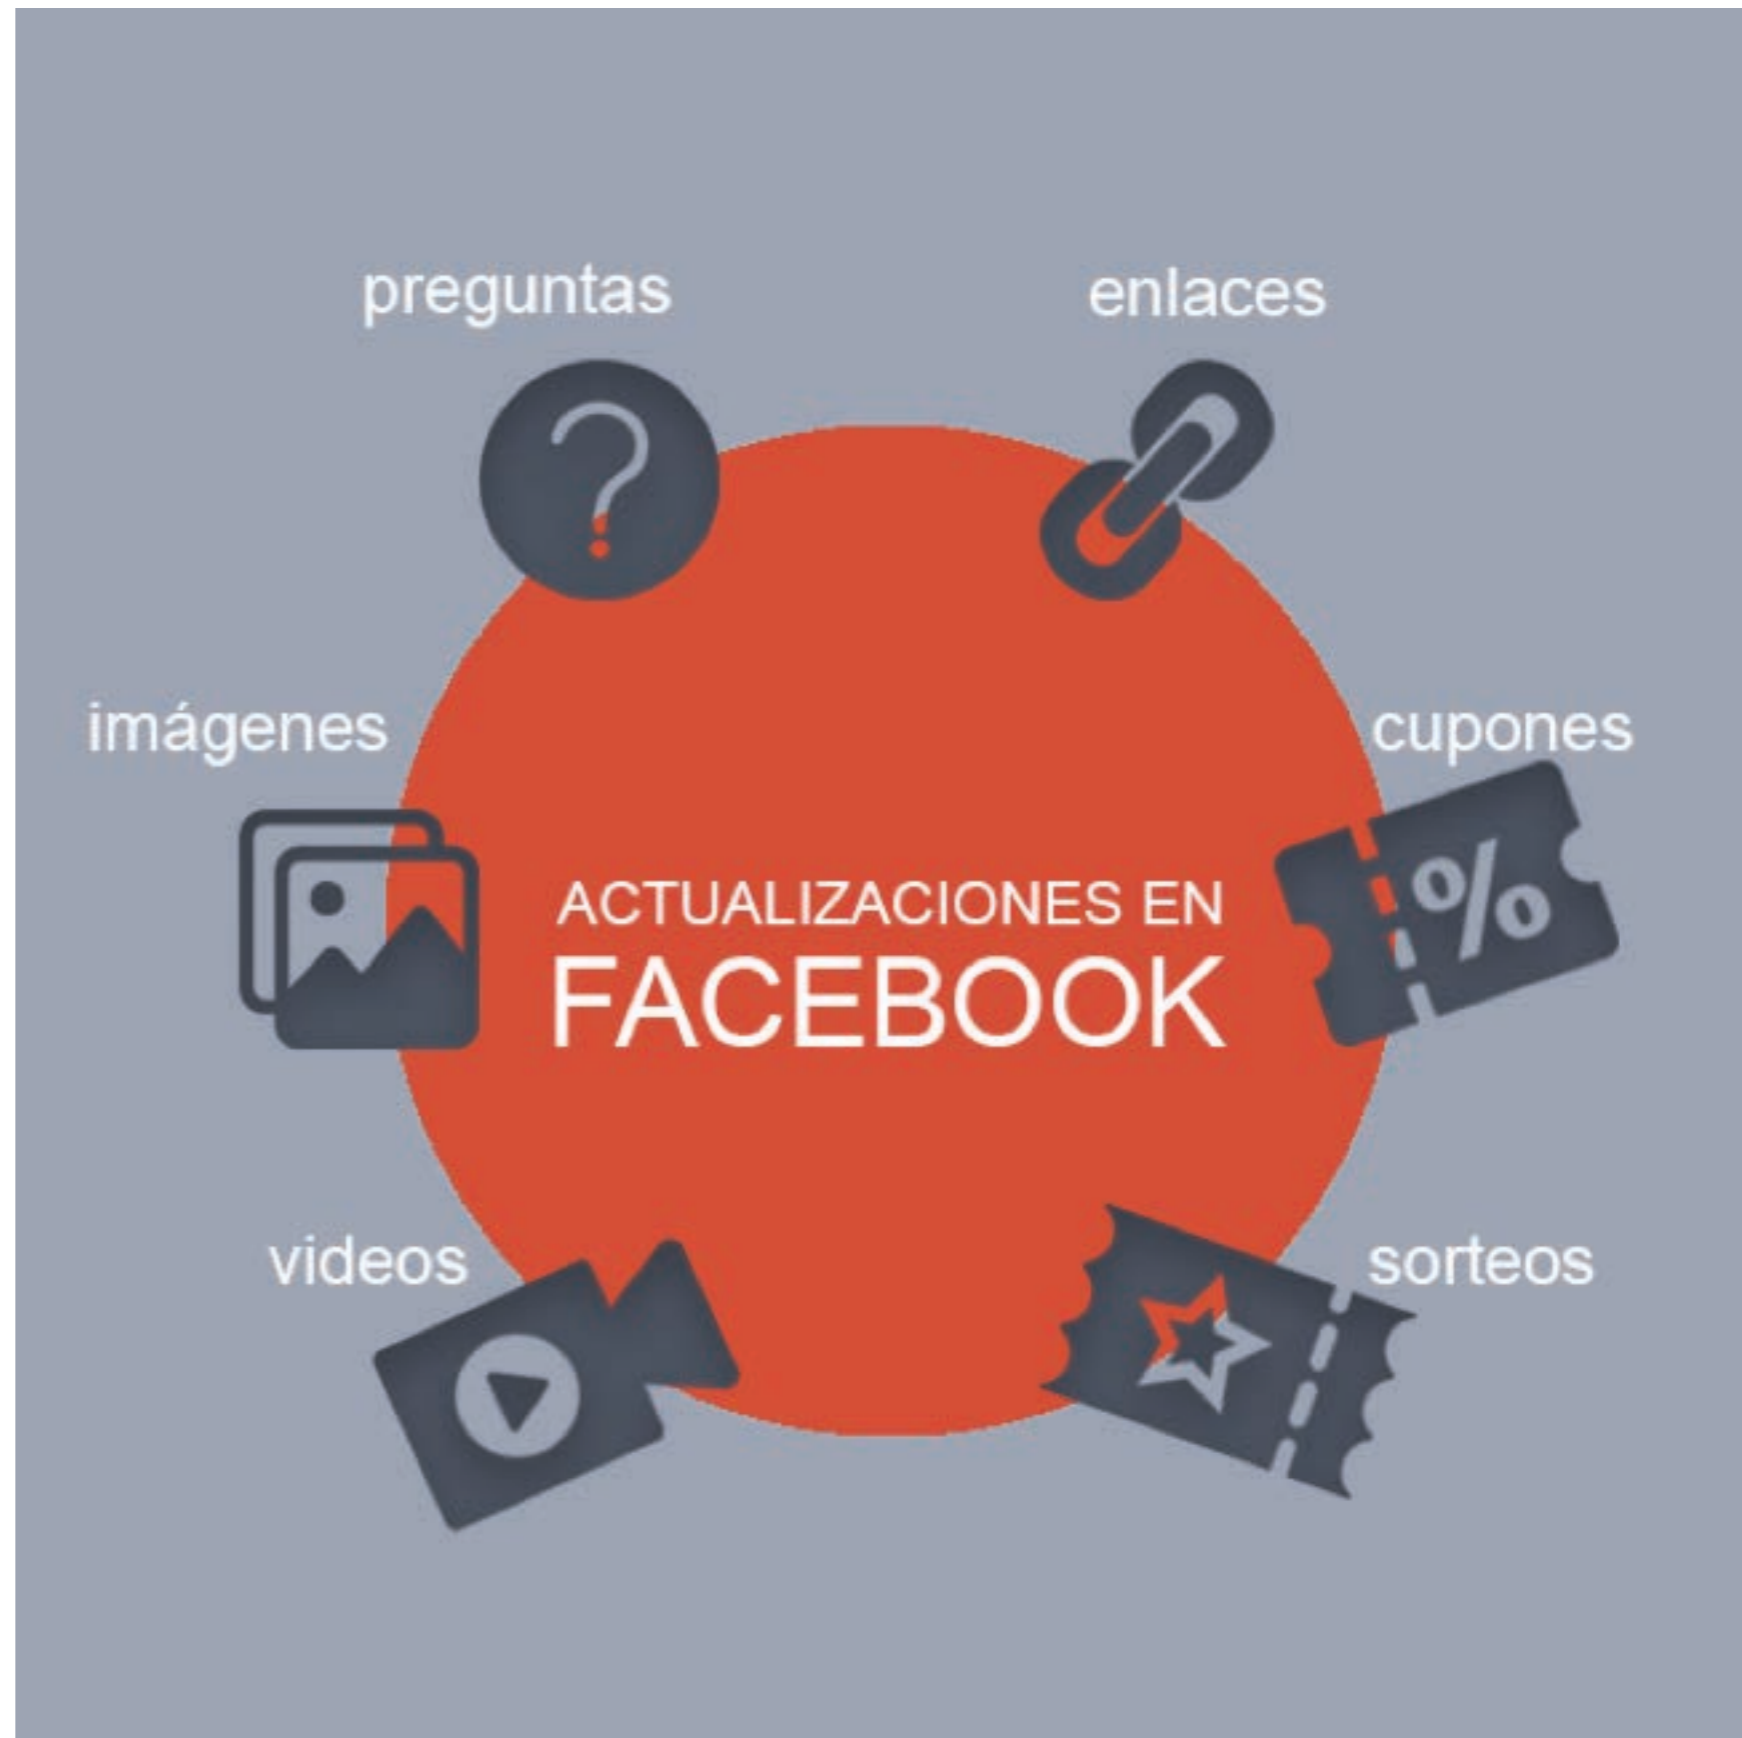 preguntas
enlaces
imágenes
cupones
ACTUALIZACIONES EN
FACEBOOK
videos
sorteos